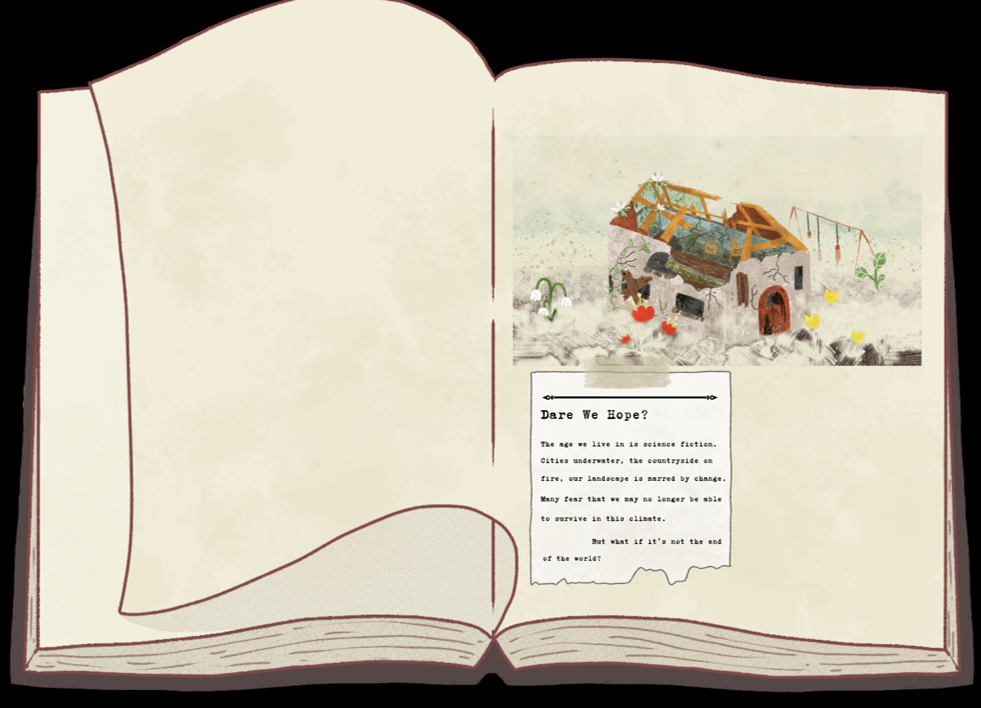 Dare We Hope?
The age we live in is science fiction.
Cities underwater, the countryside on
fire, our landscape is marred by change.
Many fear that we may no longer be able
to survive in this climate.
But what if it's not the end
of the world?